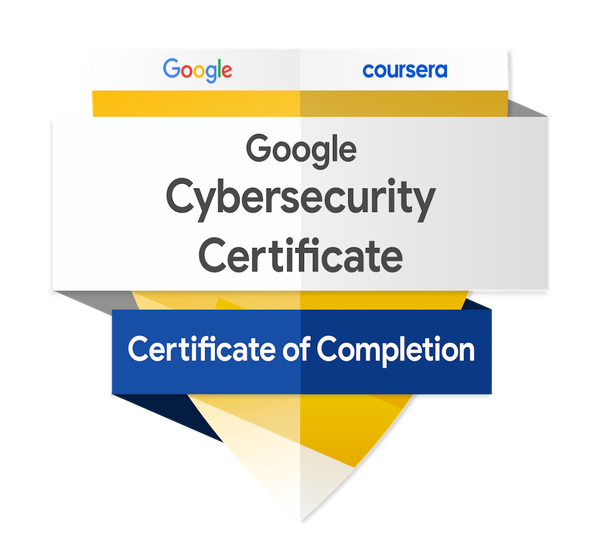 Google coursera
Google
Cybersecurity
Certificate
Certificate of Completion